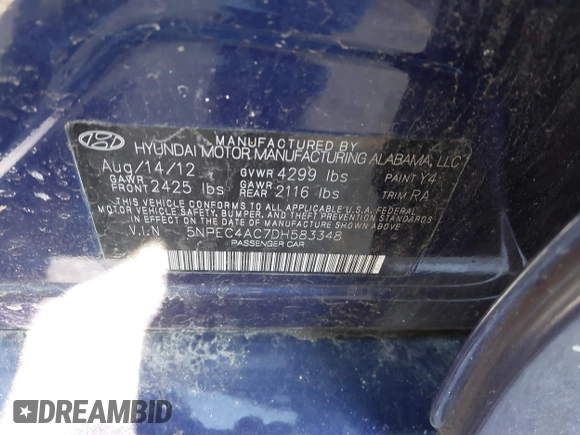 MANUFACTURED BY
HYUNDAI MOTOR MANUFACTURING ALABAMA, LLC
Aug/14/12 GVWR 4299 lbs PAINT Y4
GAWR FRONT 2425 lbs GAWR REAR 2116 lbs TRIM RA
THIS VEHICLE CONFORMS TO ALL APPLICABLE U.S.A. FEDERAL
MOTOR VEHICLE SAFETY, BUMPER, AND THEFT PREVENTION
STANDARDS IN EFFECT ON THE DATE OF MANUFACTURE SHOWN ABOVE
V.I.N 5NPEC4AC7DH583348
PASSENGER CAR
DREAMBID